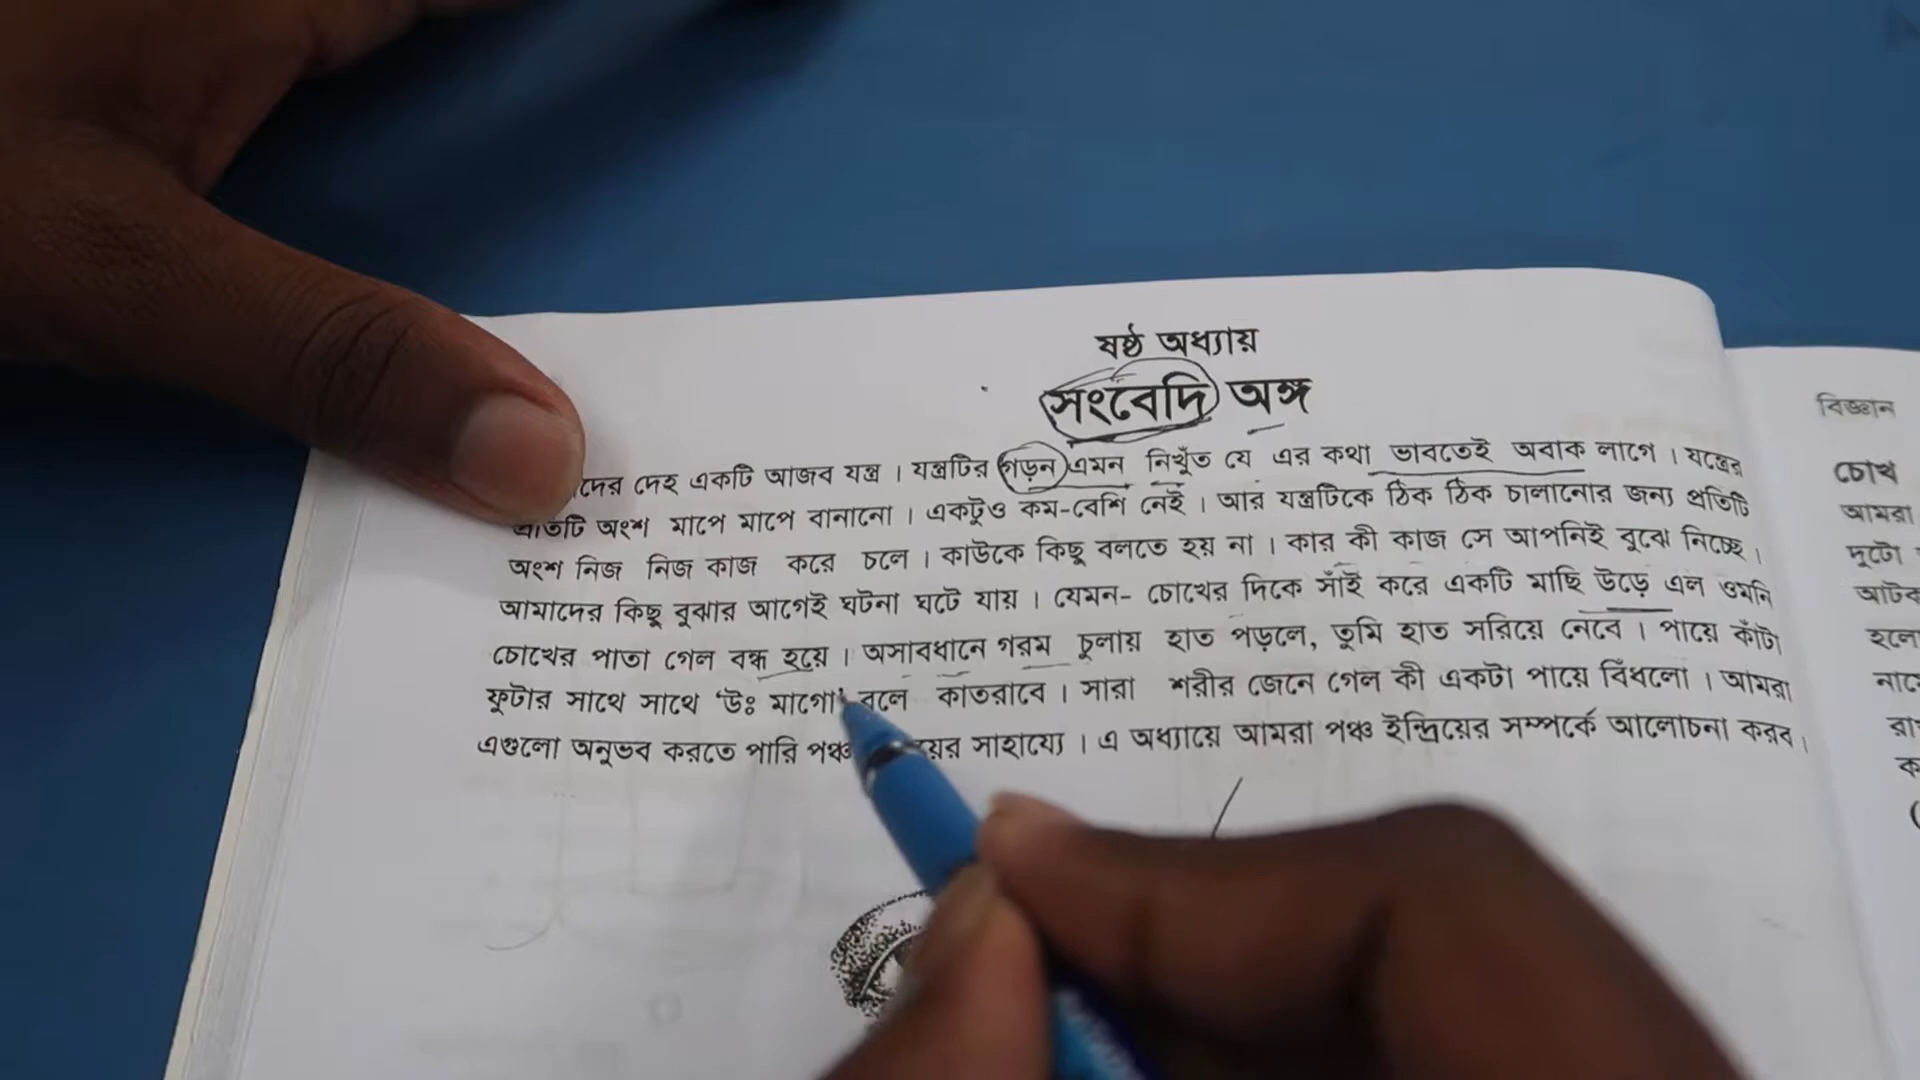 ষষ্ঠ অধ্যায়
সংবেদি অঙ্গ
দের দেহ একটি আজব যন্ত্র । যন্ত্রটির গড়ন এমন নিখুঁত যে এর কথা ভাবতেই অবাক লাগে । যন্ত্রের
প্রতিটি অংশ মাপে মাপে বানানো । একটুও কম-বেশি নেই । আর যন্ত্রটিকে ঠিক ঠিক চালানোর জন্য প্রতিটি
অংশ নিজ নিজ কাজ করে চলে । কাউকে কিছু বলতে হয় না । কার কী কাজ সে আপনিই বুঝে নিচ্ছে ।
আমাদের কিছু বুঝার আগেই ঘটনা ঘটে যায় । যেমন- চোখের দিকে সাঁই করে একটি মাছি উড়ে এল ওমনি
চোখের পাতা গেল বন্ধ হয়ে । অসাবধানে গরম চুলায় হাত পড়লে, তুমি হাত সরিয়ে নেবে । পায়ে কাঁটা
ফুটার সাথে সাথে ‘উঃ মাগো’ বলে কাতরাবে । সারা শরীর জেনে গেল কী একটা পায়ে বিঁধলো । আমরা
এগুলো অনুভব করতে পারি পঞ্চ য়ের সাহায্যে । এ অধ্যায়ে আমরা পঞ্চ ইন্দ্রিয়ের সম্পর্কে আলোচনা করব ।
বিজ্ঞান
চোখ
আমরা
দুটো
আটক
হলো
নাসে
রা
ক
(